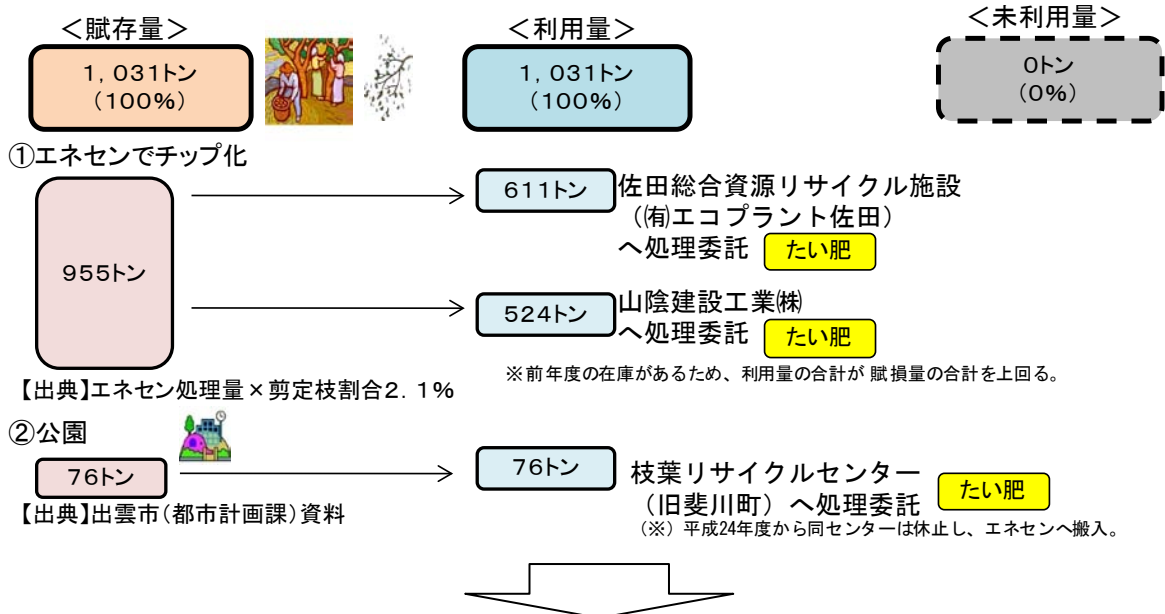 ＜賦存量＞
1,031トン
（100%）
＜利用量＞
1,031トン
（100%）
＜未利用量＞
0トン
（0%）
①エネセンでチップ化
955トン
611トン
佐田総合資源リサイクル施設
（㈲エコプラント佐田）
へ処理委託 たい肥
524トン
山陰建設工業㈱
へ処理委託 たい肥
※前年度の在庫があるため、利用量の合計が 賦損量の合計を上回る。
【出典】エネセン処理量×剪定枝割合2．1%
②公園
76トン
【出典】出雲市（都市計画課）資料
76トン
枝葉リサイクルセンター
（旧斐川町）へ処理委託 たい肥
（※）平成24年度から同センターは休止し、エネセンへ搬入。